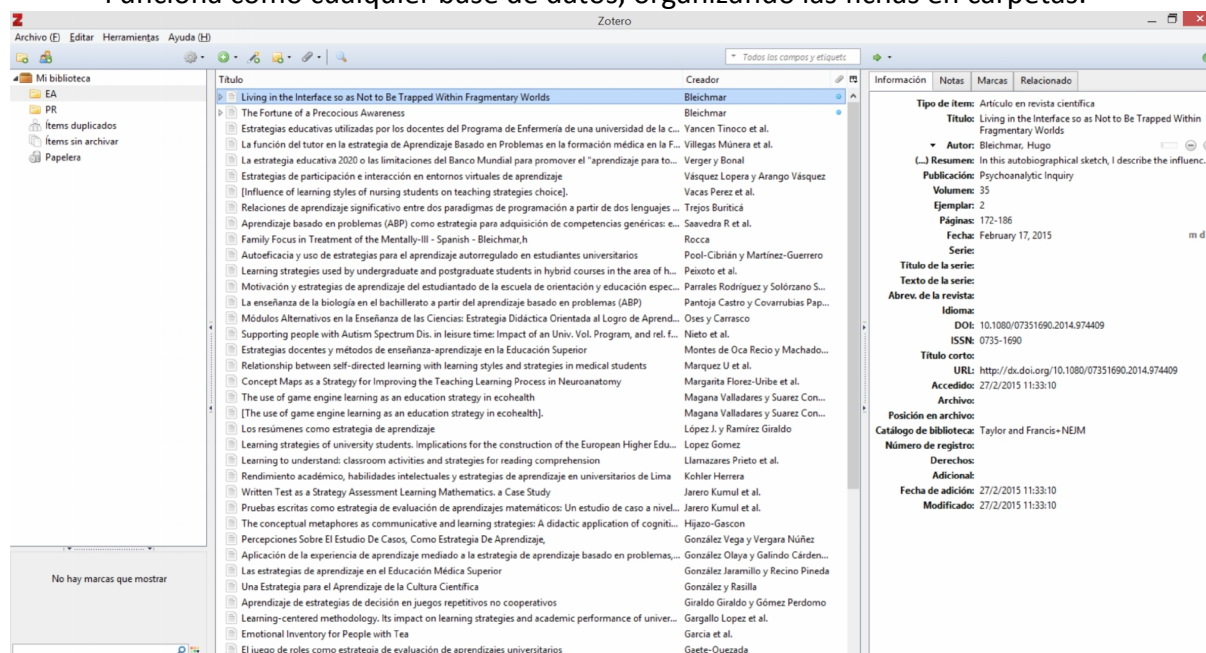 Funciona como cualquier base de datos, organizando las fichas en carpetas.
Zotero
Archivo (F) Editar Herramientas Ayuda (H)
Todos los campos y etiquetc
Mi biblioteca
EA
PR
Ítems duplicados
Ítems sin archivar
Papelera
No hay marcas que mostrar
Título Creador
Living in the Interface so as Not to Be Trapped Within Fragmentary Worlds Bleichmar
The Fortune of a Precocious Awareness Bleichmar
Estrategias educativas utilizadas por los docentes del Programa de Enfermería de una universidad de la c... Yancen Tinoco et al.
La función del tutor en la estrategia de Aprendizaje Basado en Problemas en la formación médica en la F... Villegas Múnera et al.
La estrategia educativa 2020 o las limitaciones del Banco Mundial para promover el "aprendizaje para to... Verger y Bonal
Estrategias de participación e interacción en entornos virtuales de aprendizaje Vásquez Lopera y Arango Vásquez
[Influence of learning styles of nursing students on teaching strategies choice]. Vacas Perez et al.
Relaciones de aprendizaje significativo entre dos paradigmas de programación a partir de dos lenguajes ... Trejos Buriticá
Aprendizaje basado en problemas (ABP) como estrategia para adquisición de competencias genéricas: e... Saavedra R et al.
Family Focus in Treatment of the Mentally-Ill - Spanish - Bleichmar,h Rocca
Autoeficacia y uso de estrategias para el aprendizaje autorregulado en estudiantes universitarios Pool-Cibrián y Martínez-Guerrero
Learning strategies used by undergraduate and postgraduate students in hybrid courses in the area of h... Peixoto et al.
Motivación y estrategias de aprendizaje del estudiantado de la escuela de orientación y educación espec... Parrales Rodríguez y Solórzano S...
La enseñanza de la biología en el bachillerato a partir del aprendizaje basado en problemas (ABP) Pantoja Castro y Covarrubias Pap...
Módulos Alternativos en la Enseñanza de las Ciencias: Estrategia Didáctica Orientada al Logro de Aprend... Oses y Carrasco
Supporting people with Autism Spectrum Dis. in leisure time: Impact of an Univ. Vol. Program, and rel. f... Nieto et al.
Estrategias docentes y métodos de enseñanza-aprendizaje en la Educación Superior Montes de Oca Recio y Machado...
Relationship between self-directed learning with learning styles and strategies in medical students Marquez U et al.
Concept Maps as a Strategy for Improving the Teaching Learning Process in Neuroanatomy Margarita Florez-Uribe et al.
The use of game engine learning as an education strategy in ecohealth Magana Valladares y Suarez Con...
[The use of game engine learning as an education strategy in ecohealth]. Magana Valladares y Suarez Con...
Los resúmenes como estrategia de aprendizaje López J. y Ramírez Giraldo
Learning strategies of university students. Implications for the construction of the European Higher Edu... Lopez Gomez
Learning to understand: classroom activities and strategies for reading comprehension Llamazares Prieto et al.
Rendimiento académico, habilidades intelectuales y estrategias de aprendizaje en universitarios de Lima Kohler Herrera
Written Test as a Strategy Assessment Learning Mathematics. a Case Study Jarero Kumul et al.
Pruebas escritas como estrategia de evaluación de aprendizajes matemáticos: Un estudio de caso a nivel... Jarero Kumul et al.
The conceptual metaphores as communicative and learning strategies: A didactic application of cogniti... Hijazo-Gascon
Percepciones Sobre El Estudio De Casos, Como Estrategia De Aprendizaje, González Vega y Vergara Núñez
Aplicación de la experiencia de aprendizaje mediado a la estrategia de aprendizaje basado en problemas,... González Olaya y Galindo Cárden...
Las estrategias de aprendizaje en el Educación Médica Superior González Jaramillo y Recino Pineda
Una Estrategia para el Aprendizaje de la Cultura Científica González y Rasilla
Aprendizaje de estrategias de decisión en juegos repetitivos no cooperativos Giraldo Giraldo y Gómez Perdomo
Learning-centered methodology. Its impact on learning strategies and academic performance of univer... Gargallo Lopez et al.
Emotional Inventory for People with Tea Garcia et al.
El juego de roles como estrategia de evaluación de aprendizajes universitarios Gaete-Quezada
Información Notas Marcas Relacionado
Tipo de ítem: Artículo en revista científica
Título: Living in the Interface so as Not to Be Trapped Within
Fragmentary Worlds
Autor: Bleichmar, Hugo
(...) Resumen: In this autobiographical sketch, I describe the influenc.
Publicación: Psychoanalytic Inquiry
Volumen: 35
Ejemplar: 2
Páginas: 172-186
Fecha: February 17, 2015 m d
Serie:
Título de la serie:
Texto de la serie:
Abrev. de la revista:
Idioma:
DOI: 10.1080/07351690.2014.974409
ISSN: 0735-1690
Título corto:
URL: http://dx.doi.org/10.1080/07351690.2014.974409
Accedido: 27/2/2015 11:33:10
Archivo:
Posición en archivo:
Catálogo de biblioteca: Taylor and Francis+NEJM
Número de registro:
Derechos:
Adicional:
Fecha de adición: 27/2/2015 11:33:10
Modificado: 27/2/2015 11:33:10